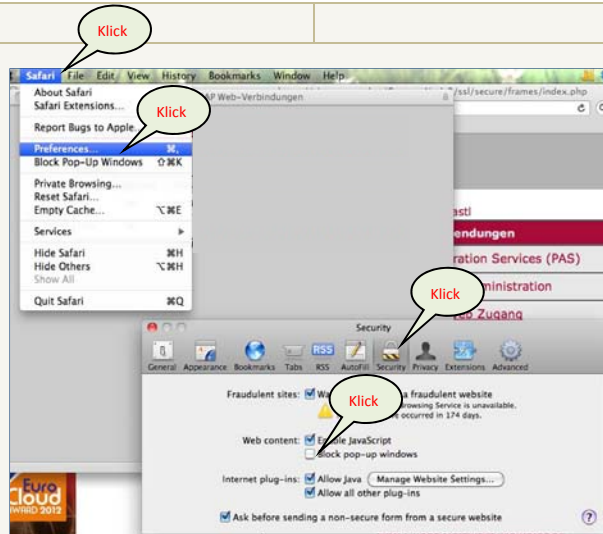 Klick
Safari File Edit View History Bookmarks Window Help
About Safari
Safari Extensions...
Report Bugs to Apple...
Klick
Preferences... ⌘,
Block Pop-Up Windows ⇧⌘K
Private Browsing...
Reset Safari...
Empty Cache... ⌥⌘E
Services
Hide Safari ⌘H
Hide Others ⌥⌘H
Show All
Quit Safari ⌘Q
AP Web-Verbindungen
/ssl/secure/frames/index.php
astl
endungen
ration Services (PAS)
ministration
Zugang
Klick
Security
General Appearance Bookmarks Tabs RSS AutoFill Security Privacy Extensions Advanced
RSS
Fraudulent sites: a fraudulent website
Browsing Service is unavailable.
occurred in 174 days.
Klick
Web content: Enable JavaScript
Block pop-up windows
Internet plug-ins: Allow Java Manage Website Settings...
Allow all other plug-ins
Ask before sending a non-secure form from a secure website
?
Euro
Cloud
AWARD 2012